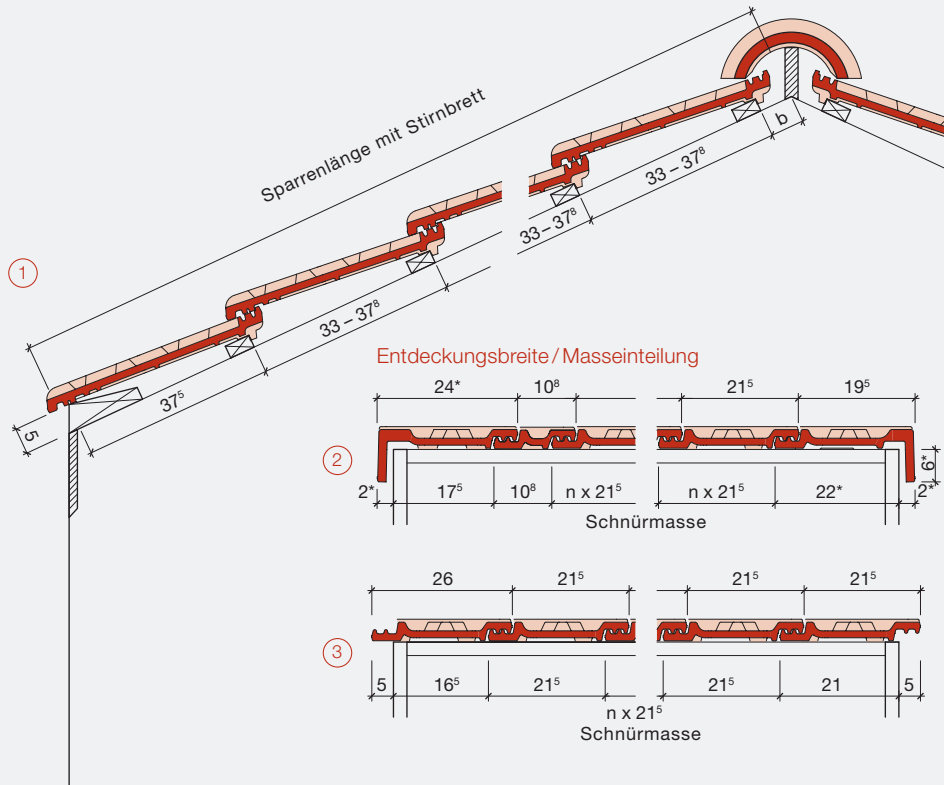 Sparrenlänge mit Stirnbrett
b
33 – 37⁸
33 – 37⁸
1
33 – 37⁸
37⁵
5
Entdeckungsbreite / Masseinteilung
24* 10⁸ 21⁵ 19⁵
2
9*
2* 17⁵ 10⁸ n x 21⁵ n x 21⁵ 22* 2*
Schnürmasse
26 21⁵ 21⁵ 21⁵
3
5 16⁵ 21⁵ 21⁵ 21 5
n x 21⁵
Schnürmasse